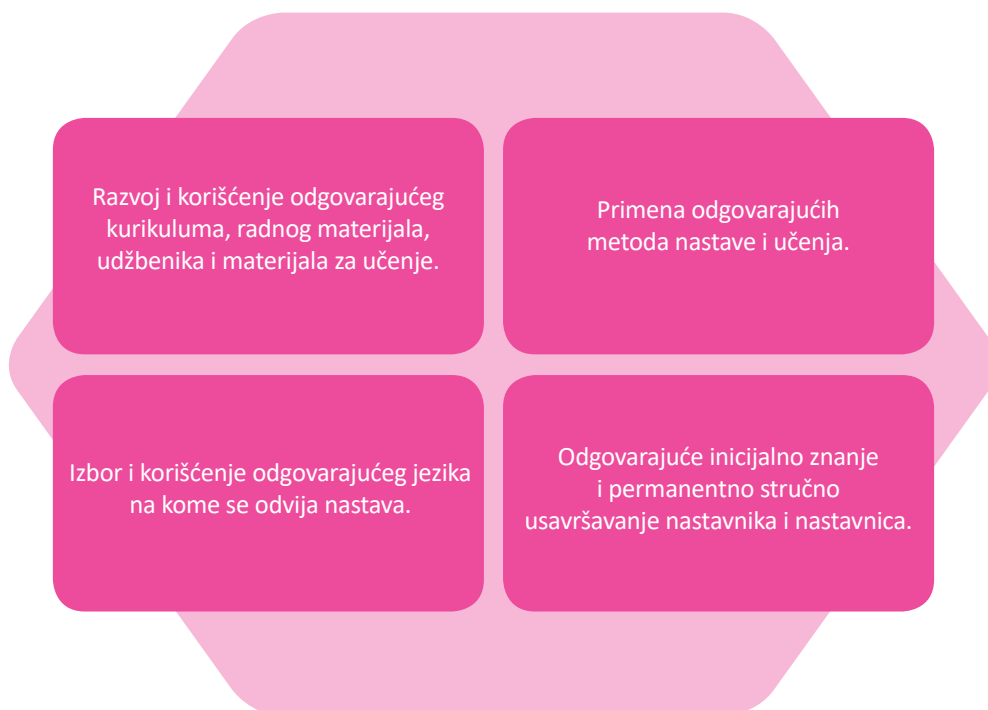 Razvoj i korišćenje odgovarajućeg
kurikuluma, radnog materijala,
udžbenika i materijala za učenje.
Primena odgovarajućih
metoda nastave i učenja.
Izbor i korišćenje odgovarajućeg jezika
na kome se odvija nastava.
Odgovarajuće inicijalno znanje
i permanentno stručno
usavršavanje nastavnika i nastavnica.